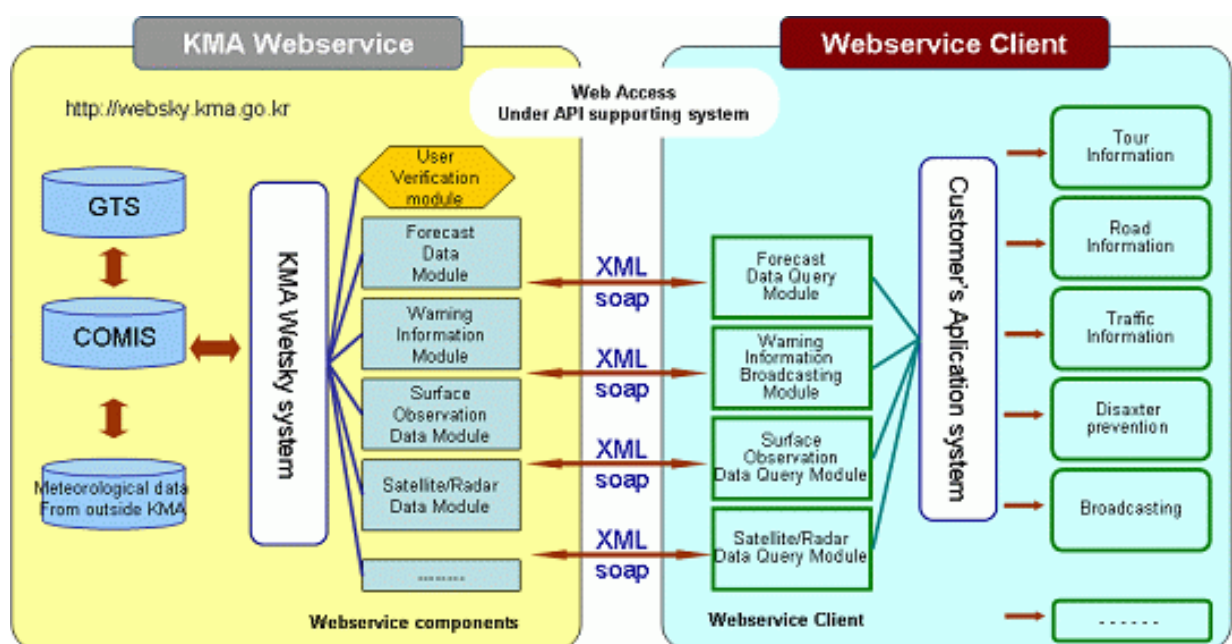 KMA Webservice
Webservice Client
Web Access
Under API supporting system
http://websky.kma.go.kr
GTS
COMIS
Meteorological data
From outside KMA
KMA Wetsky system
User
Verification
module
Forecast
Data
Module
Warning
Information
Module
Surface
Observation
Data Module
Satellite/Radar
Data Module
........
Webservice components
XML
soap
XML
soap
XML
soap
XML
soap
Forecast
Data Query
Module
Warning
Information
Broadcasting
Module
Surface
Observation
Data Query Module
Satellite/Radar
Data Query Module
Webservice Client
Customer's Aplication system
Tour
Information
Road
Information
Traffic
Information
Disaxter
prevention
Broadcasting
- - - - - -